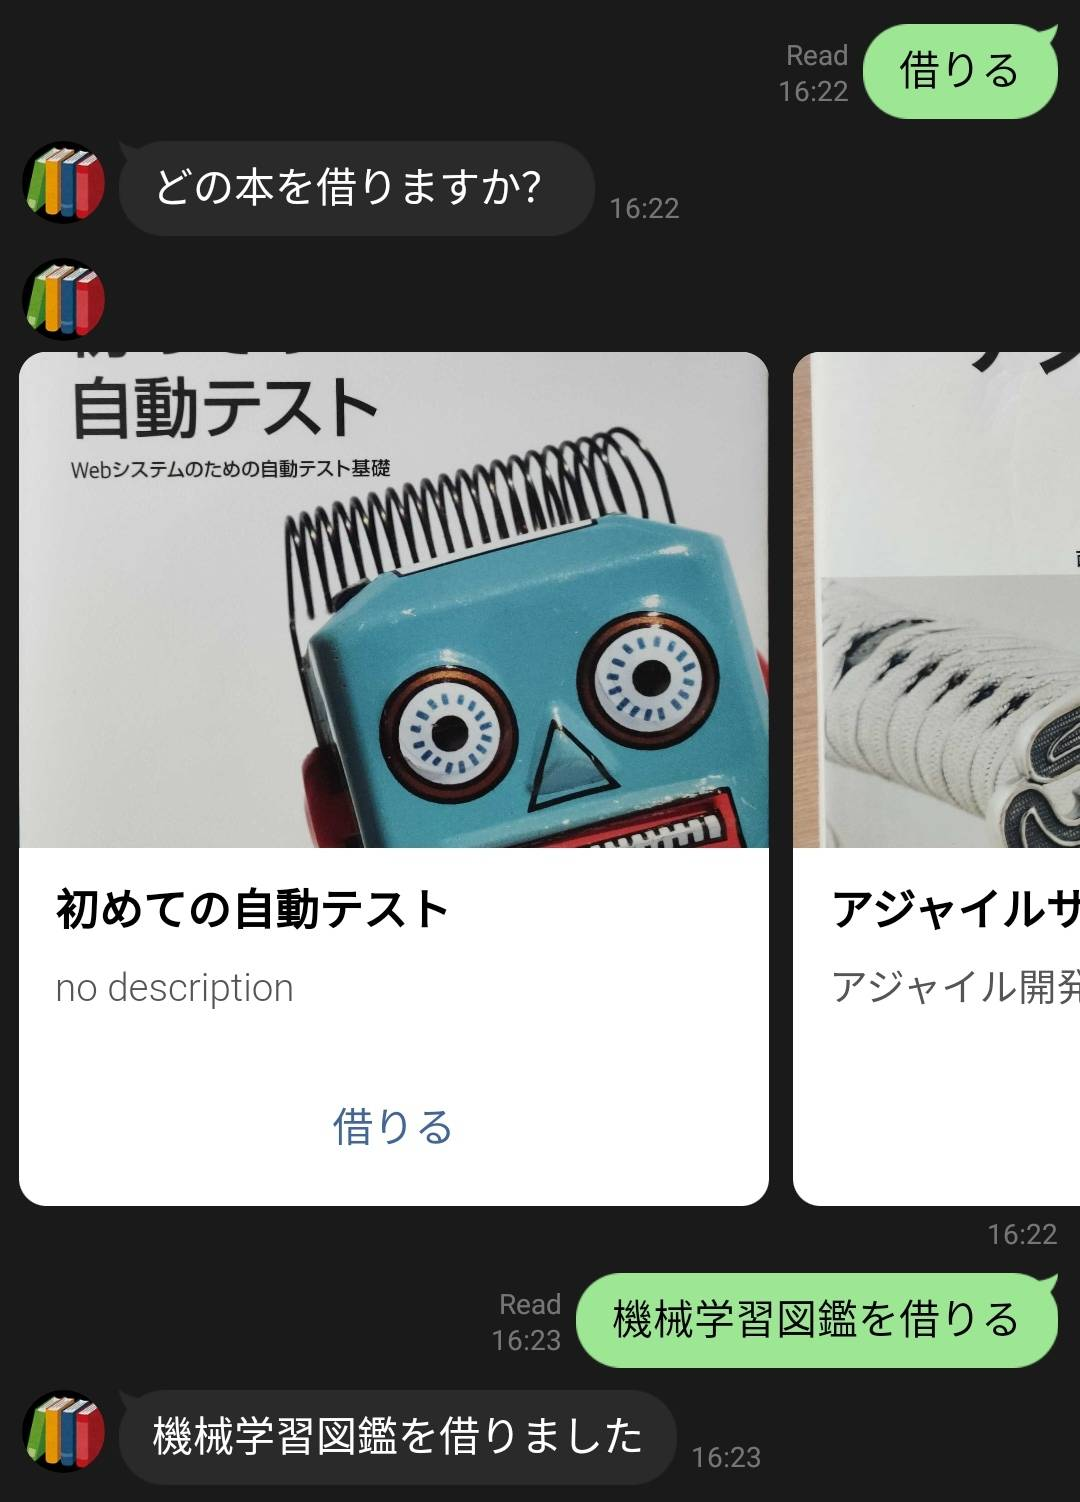 借りる
Read
16:22
どの本を借りますか?
16:22
自動テスト
Webシステムのための自動テスト基礎
初めての自動テスト
no description
借りる
アジャイルサ
アジャイル開発
16:22
Read
16:23
機械学習図鑑を借りる
機械学習図鑑を借りました
16:23